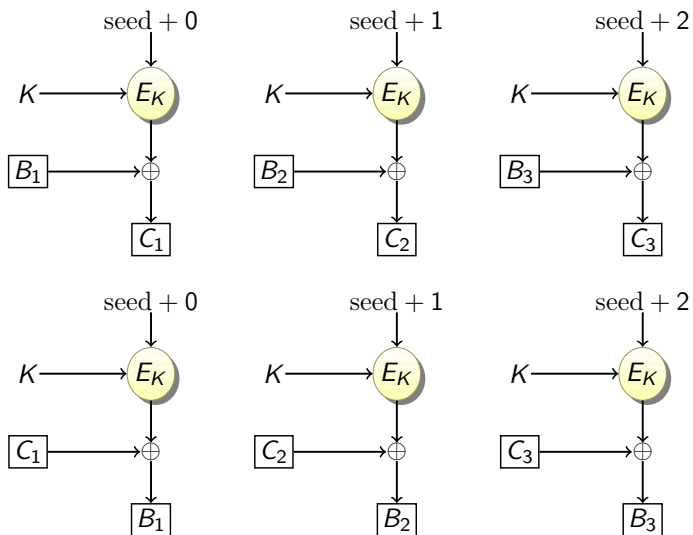 seed + 0 seed + 1 seed + 2
K E_K K E_K K E_K
B_1 ⊕ B_2 ⊕ B_3 ⊕
C_1 C_2 C_3
seed + 0 seed + 1 seed + 2
K E_K K E_K K E_K
C_1 ⊕ C_2 ⊕ C_3 ⊕
B_1 B_2 B_3